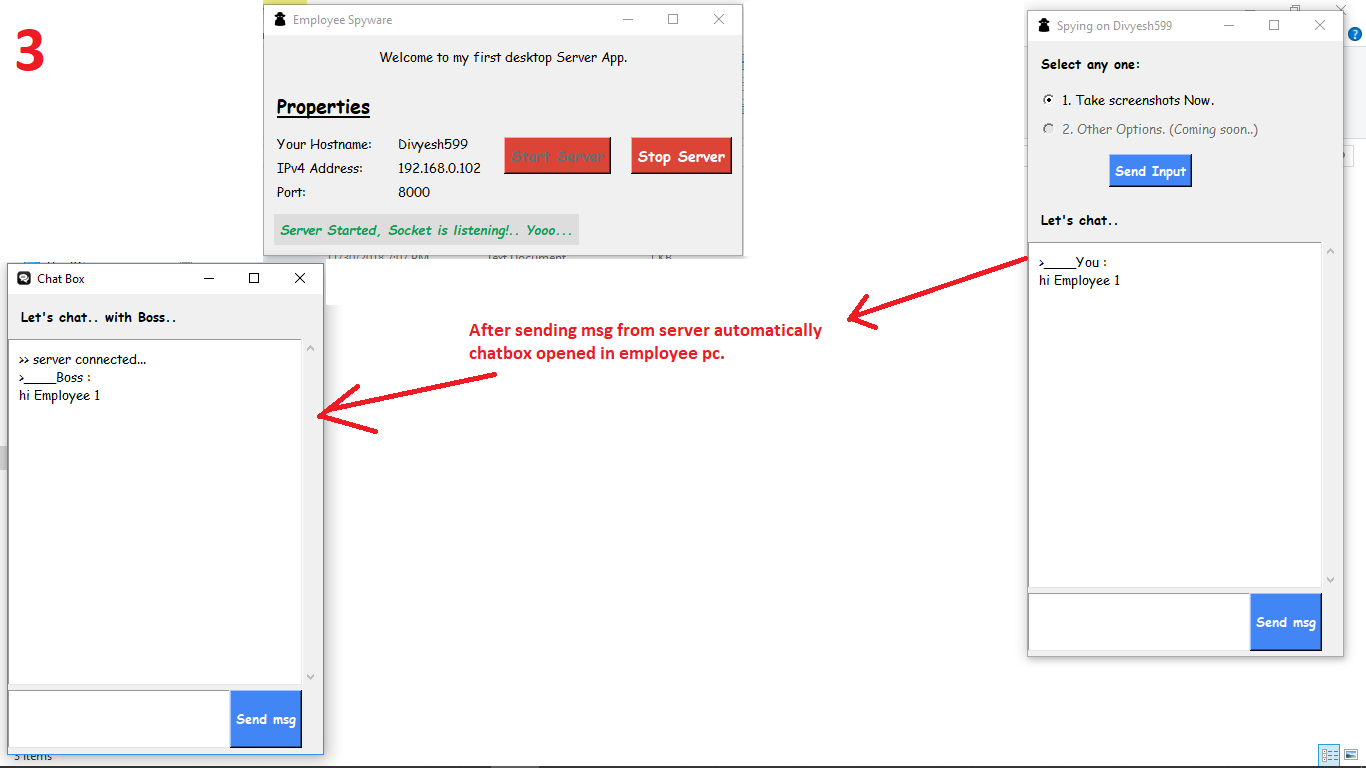 3
Employee Spyware
Welcome to my first desktop Server App.
Properties
Your Hostname: Divyesh599
IPv4 Address: 192.168.0.102
Port: 8000
Start Server
Stop Server
Server Started, Socket is listening!.. Yooo...
Text Document
Spying on Divyesh599
Select any one:
1. Take screenshots Now.
2. Other Options. (Coming soon..)
Send Input
Let's chat..
>_____You :
hi Employee 1
Send msg
After sending msg from server automatically
chatbox opened in employee pc.
Chat Box
Let's chat.. with Boss..
>> server connected...
>_____Boss :
hi Employee 1
Send msg
items